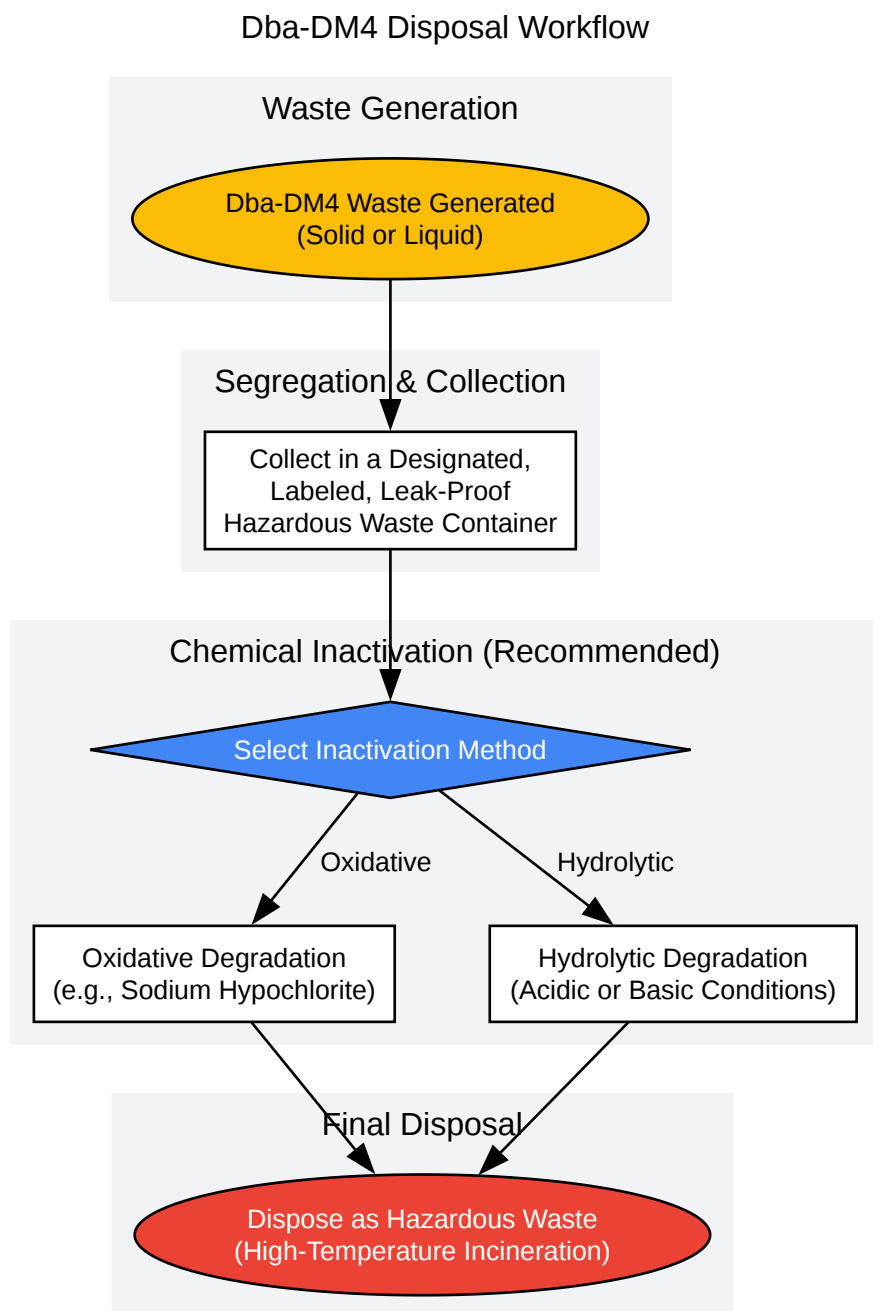 Dba-DM4 Disposal Workflow
Waste Generation
Dba-DM4 Waste Generated
(Solid or Liquid)
Segregation & Collection
Collect in a Designated,
Labeled, Leak-Proof
Hazardous Waste Container
Chemical Inactivation (Recommended)
Select Inactivation Method
Oxidative
Hydrolytic
Oxidative Degradation
(e.g., Sodium Hypochlorite)
Hydrolytic Degradation
(Acidic or Basic Conditions)
Final Disposal
Dispose as Hazardous Waste
(High-Temperature Incineration)